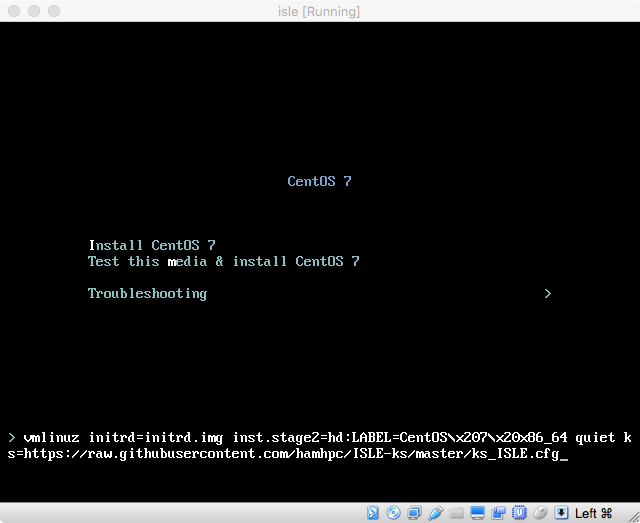 isle [Running]
CentOS 7
Install CentOS 7
Test this media & install CentOS 7
Troubleshooting >
> vmlinuz initrd=initrd.img inst.stage2=hd:LABEL=CentOS\x207\x20x86_64 quiet k
s=https://raw.githubusercontent.com/hamhpc/ISLE-ks/master/ks_ISLE.cfg_
Left ⌘